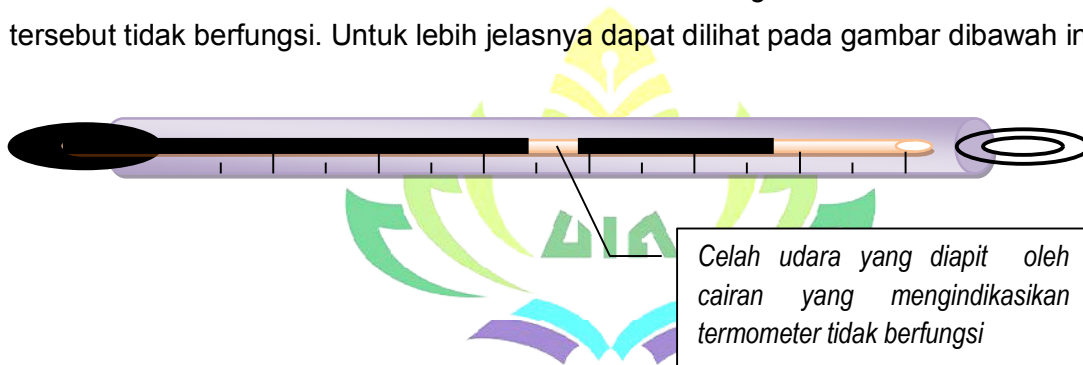 tersebut tidak berfungsi. Untuk lebih jelasnya dapat dilihat pada gambar dibawah in
Celah udara yang diapit oleh
cairan yang mengindikasikan
termometer tidak berfungsi